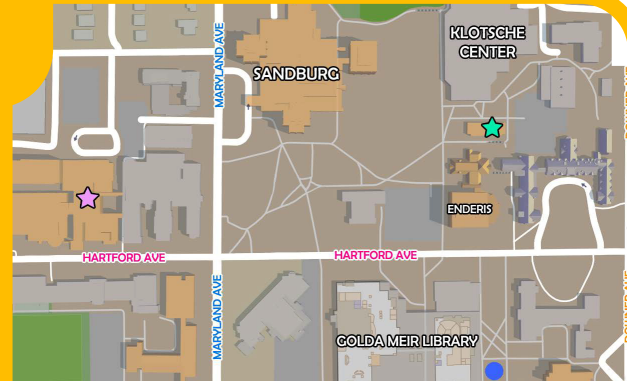 MARYLAND AVE
KLOTSCHE
CENTER
SANDBURG
ENDERIS
HARTFORD AVE
HARTFORD AVE
MARYLAND AVE
GOLDA MEIR LIBRARY